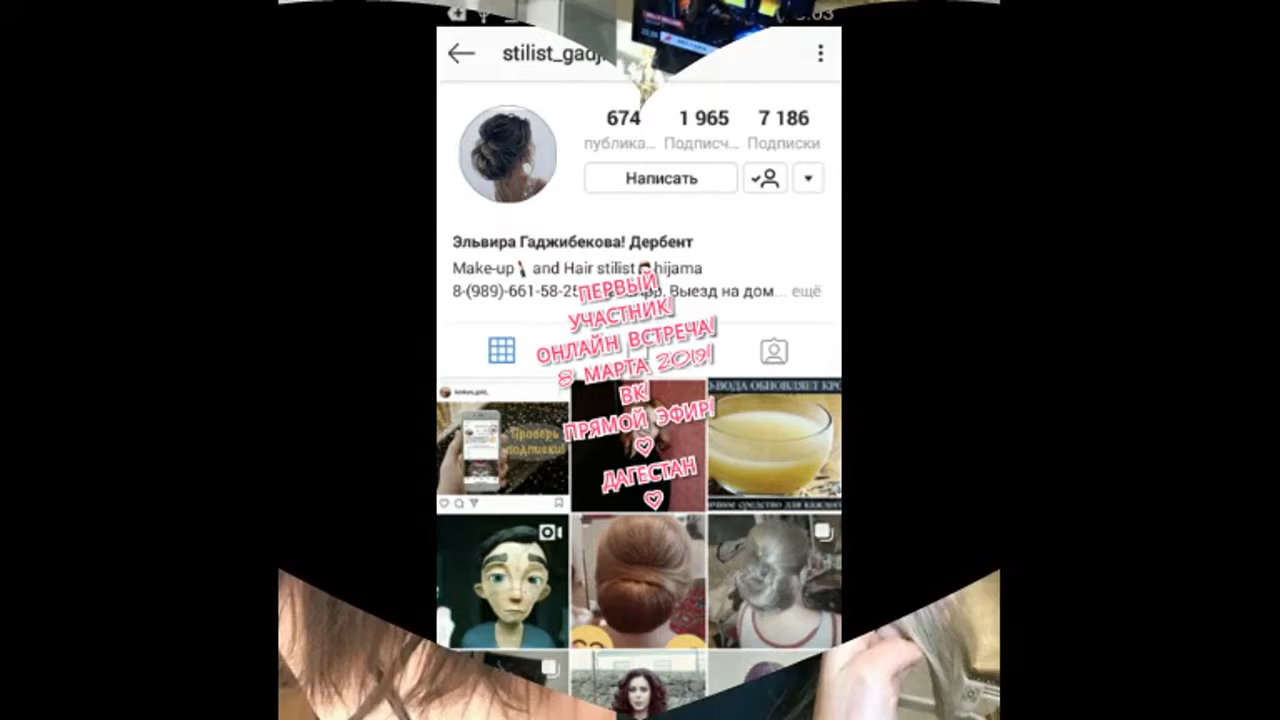 stilist_gadj
674 1 965 7 186
публика... Подписч... Подписки
Написать
Эльвира Гаджибекова! Дербент
Make-up and Hair stilist hijama
8-(989)-661-58-2 Выезд на дом... ещё
ПЕРВЫЙ
УЧАСТНИК!
ОНЛАЙН ВСТРЕЧА!
8 МАРТА 2019!
ВК!
ПРЯМОЙ ЭФИР!
ДАГЕСТАН
Проверь
подписки!
О-ВОДА ОБНОВЛЯЕТ КРО